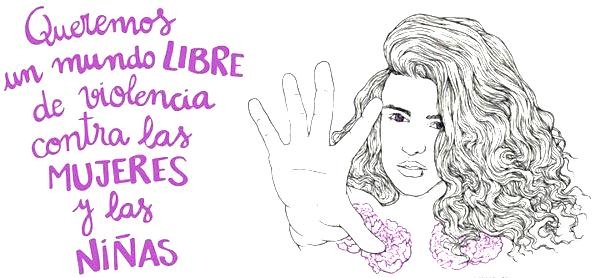 Queremos
un mundo LIBRE
de violencia
contra las
MUJERES
y las
NIÑAS